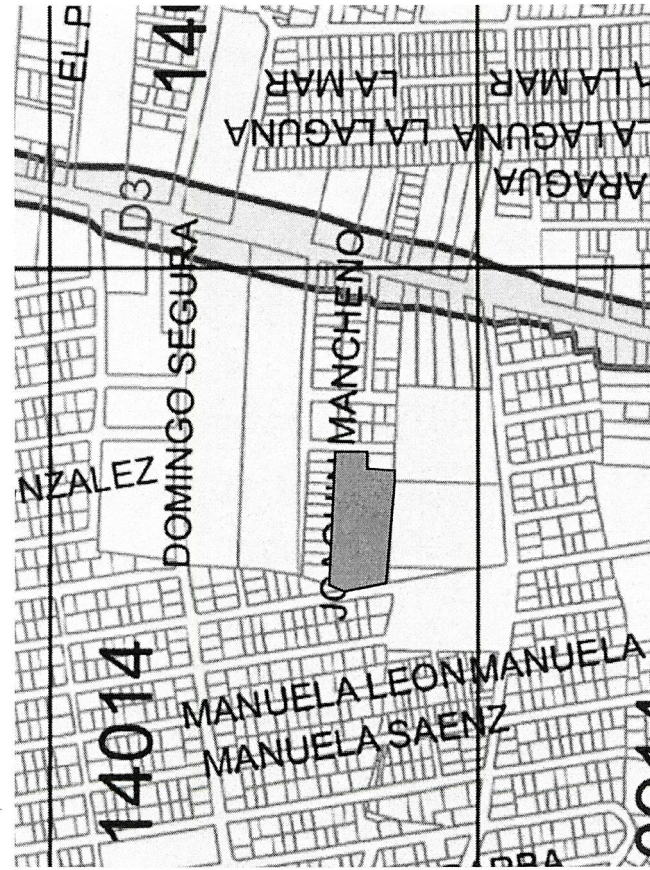 EL P
140
LA MAR
LA MAR
LA LAGUNA
LA LAGUNA
ARAGUA
D3
DOMINGO SEGURA
MANCHENO
NZALEZ
14014
MANUELA LEON
MANUELA
MANUELA SAENZ